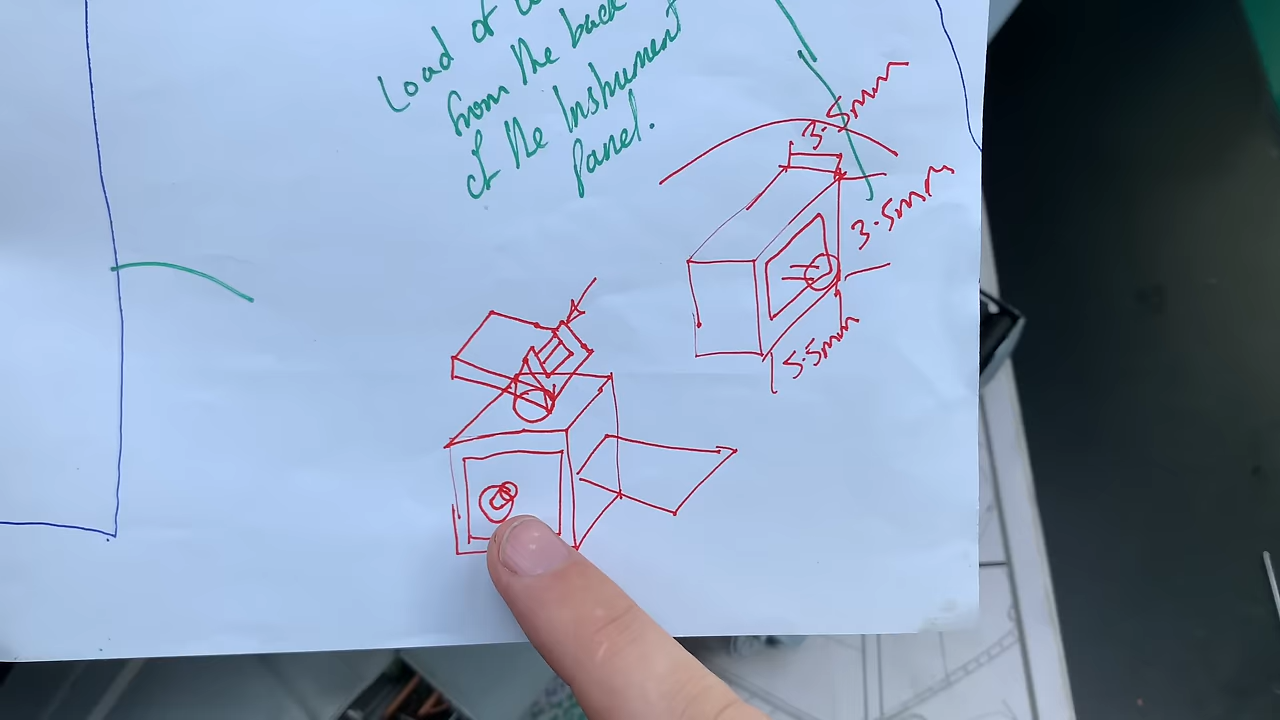 Load of
from the back
of the Instrument
panel.
3.5mm
3.5mm
5.5mm